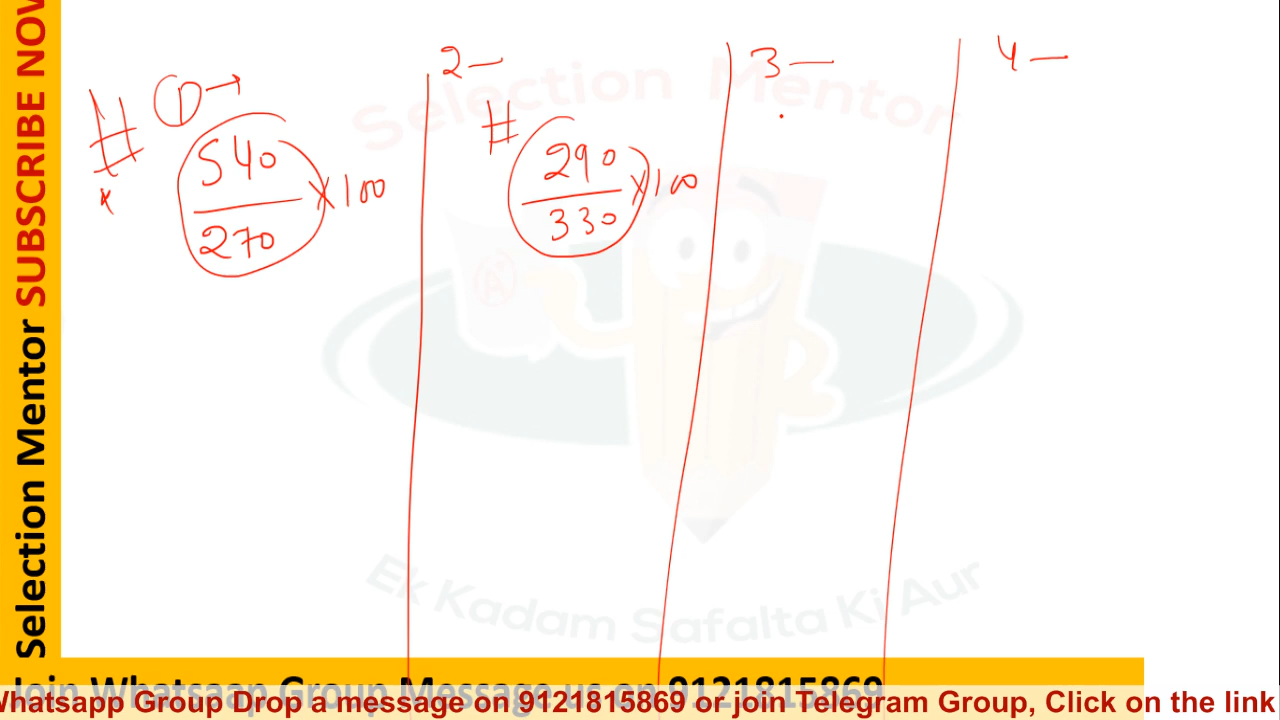 Selection Mentor SUBSCRIBE NOW
Selection Mentor
# ① →
*
540
270
× 100
2 —
#
290
330
× 100
3 —
4 —
A+
Ek Kadam Safalta Ki Aur
Join Whatsaap Group Message us on 9121815869
Whatsapp Group Drop a message on 9121815869 or join Telegram Group, Click on the link